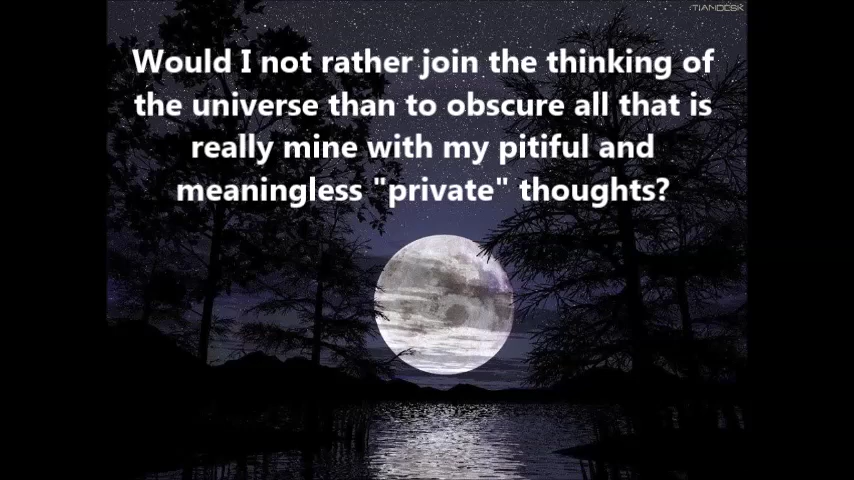 :TIAMDESK
Would I not rather join the thinking of
the universe than to obscure all that is
really mine with my pitiful and
meaningless "private" thoughts?